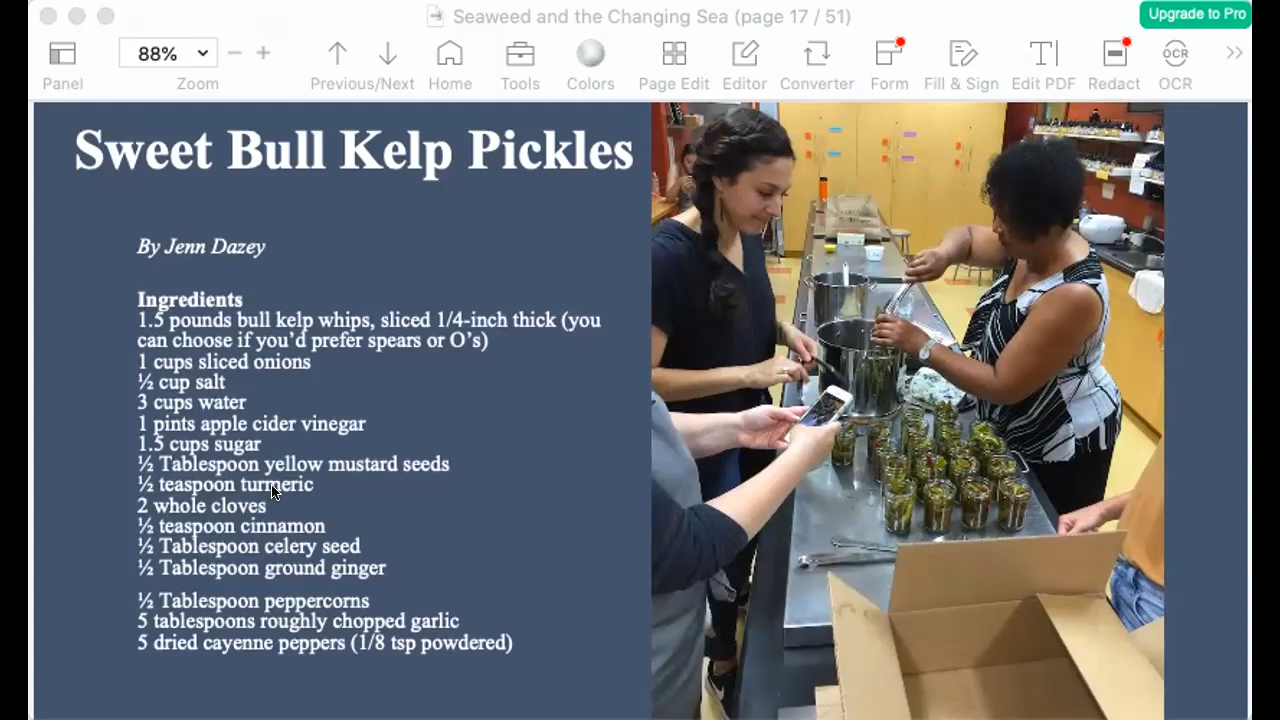 Seaweed and the Changing Sea (page 17 / 51)
Upgrade to Pro
88%
Panel
Zoom
Previous/Next
Home
Tools
Colors
Page Edit
Editor
Converter
Form
Fill & Sign
Edit PDF
Redact
OCR
OCR
Sweet Bull Kelp Pickles
By Jenn Dazey
Ingredients
1.5 pounds bull kelp whips, sliced 1/4-inch thick (you
can choose if you’d prefer spears or O’s)
1 cups sliced onions
½ cup salt
3 cups water
1 pints apple cider vinegar
1.5 cups sugar
½ Tablespoon yellow mustard seeds
½ teaspoon turmeric
2 whole cloves
½ teaspoon cinnamon
½ Tablespoon celery seed
½ Tablespoon ground ginger
½ Tablespoon peppercorns
5 tablespoons roughly chopped garlic
5 dried cayenne peppers (1/8 tsp powdered)